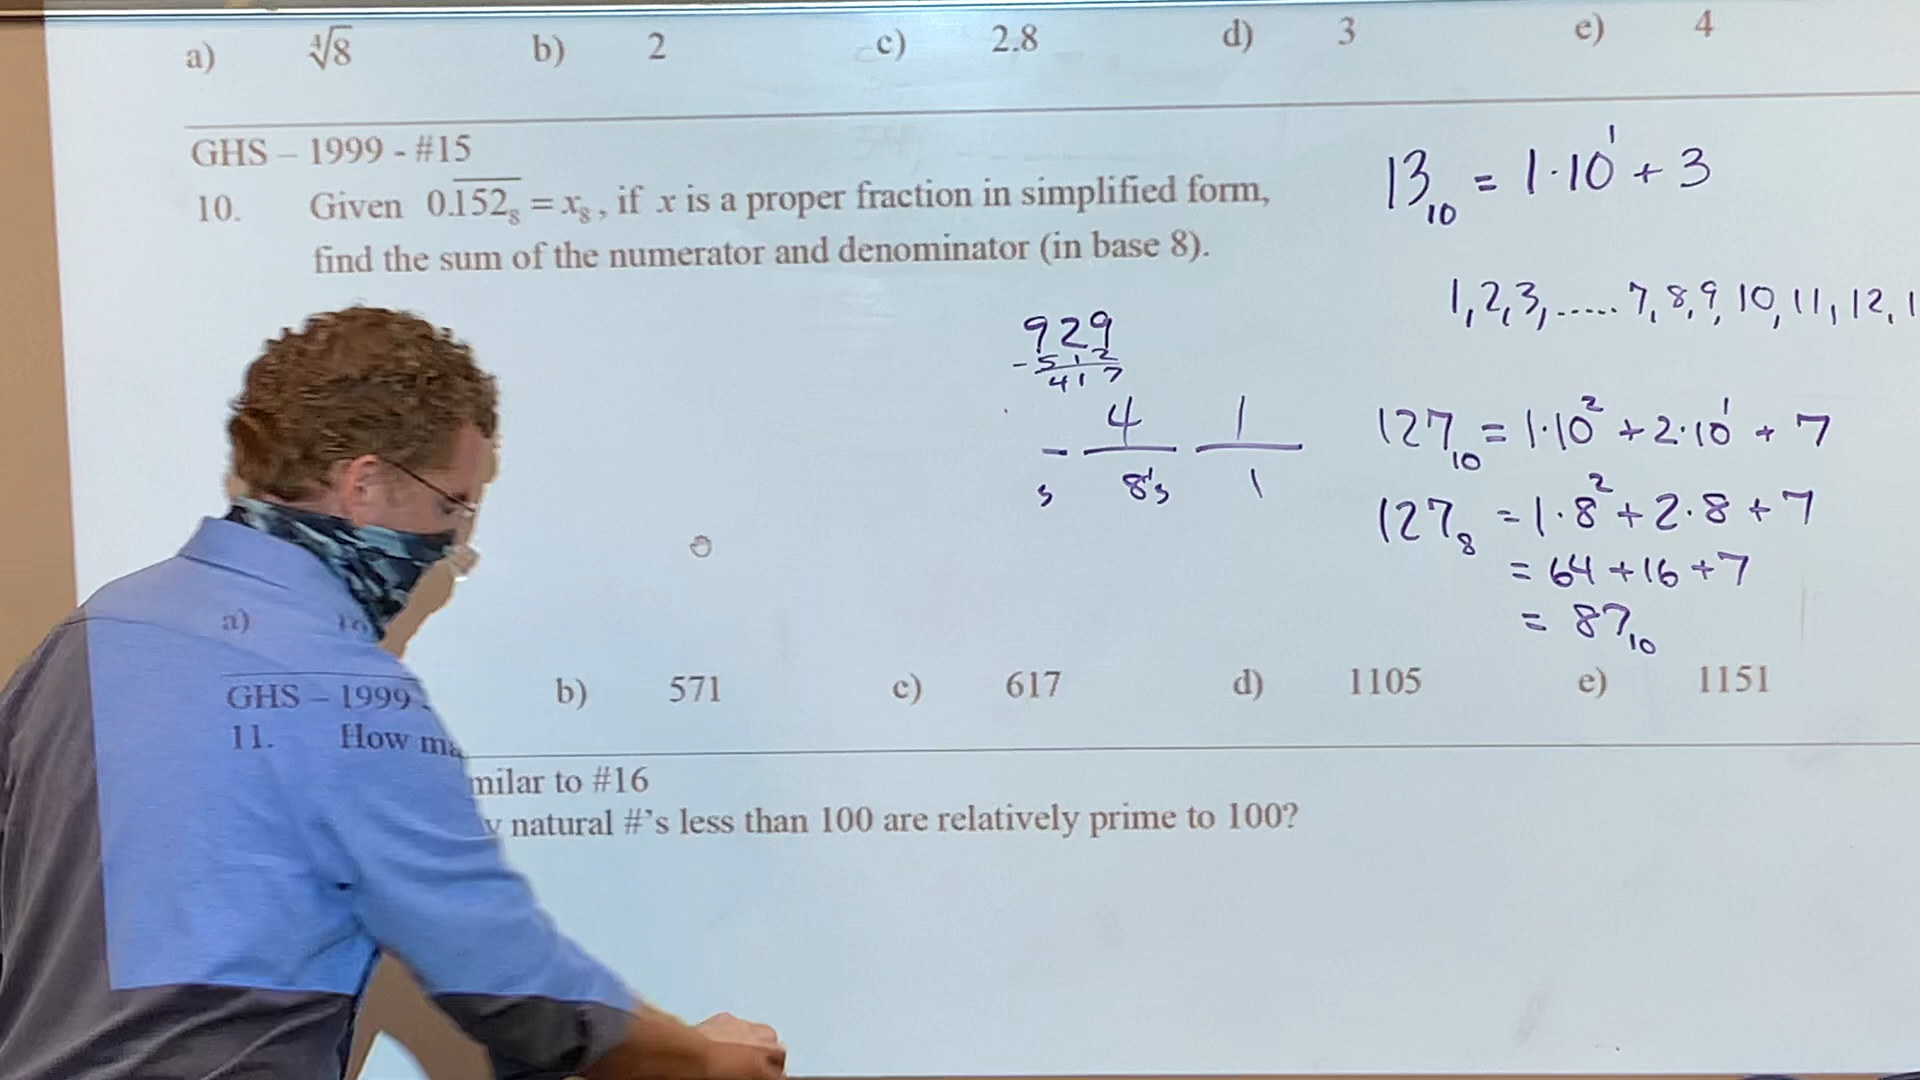 a) ∜8 b) 2 c) 2.8 d) 3 e) 4
GHS – 1999 - #15
10. Given 0.1̅5̅2̅₈ = x₈, if x is a proper fraction in simplified form,
find the sum of the numerator and denominator (in base 8).
13₁₀ = 1·10¹ + 3
1,2,3,.....7,8,9,10,11,12,1
929
-512
417
4 1
8's 1
127₁₀ = 1·10² + 2·10¹ + 7
127₈ = 1·8² + 2·8 + 7
= 64 + 16 + 7
= 87₁₀
a)
b) 571 c) 617 d) 1105 e) 1151
GHS – 1999
milar to #16
11. How ma
y natural #'s less than 100 are relatively prime to 100?